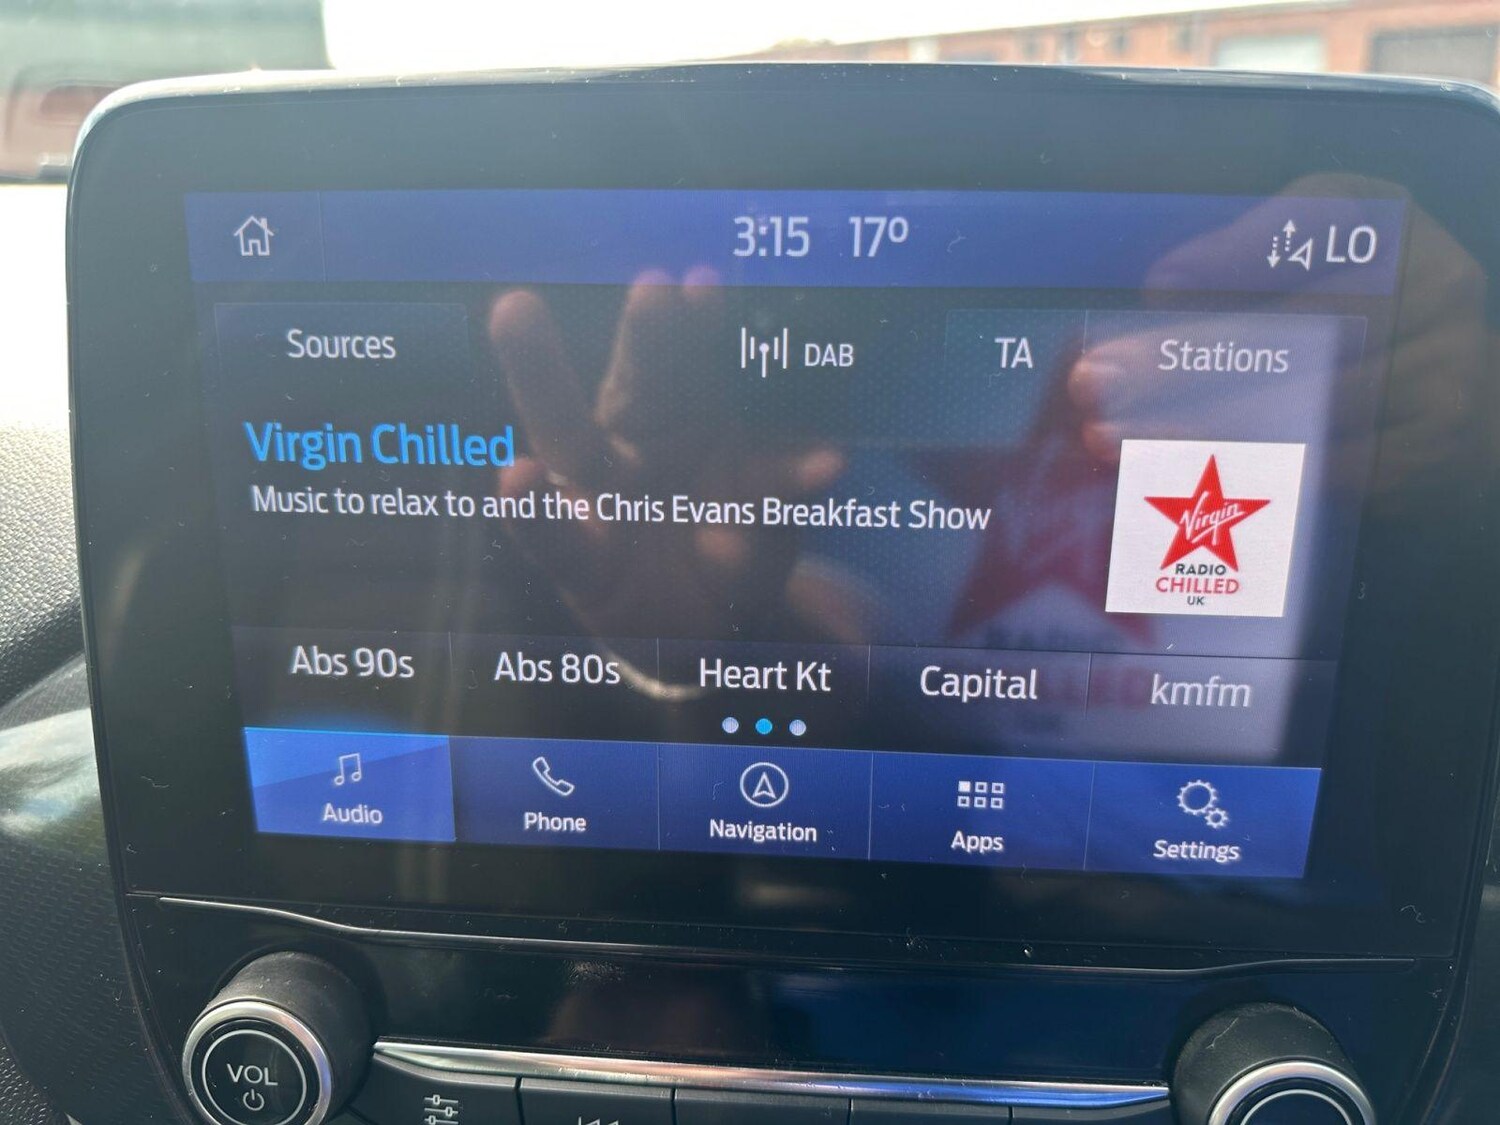 3:15 17° LO
Sources DAB TA Stations
Virgin Chilled
Music to relax to and the Chris Evans Breakfast Show
Virgin
RADIO
CHILLED
UK
Abs 90s Abs 80s Heart Kt Capital kmfm
Audio Phone Navigation Apps Settings
VOL